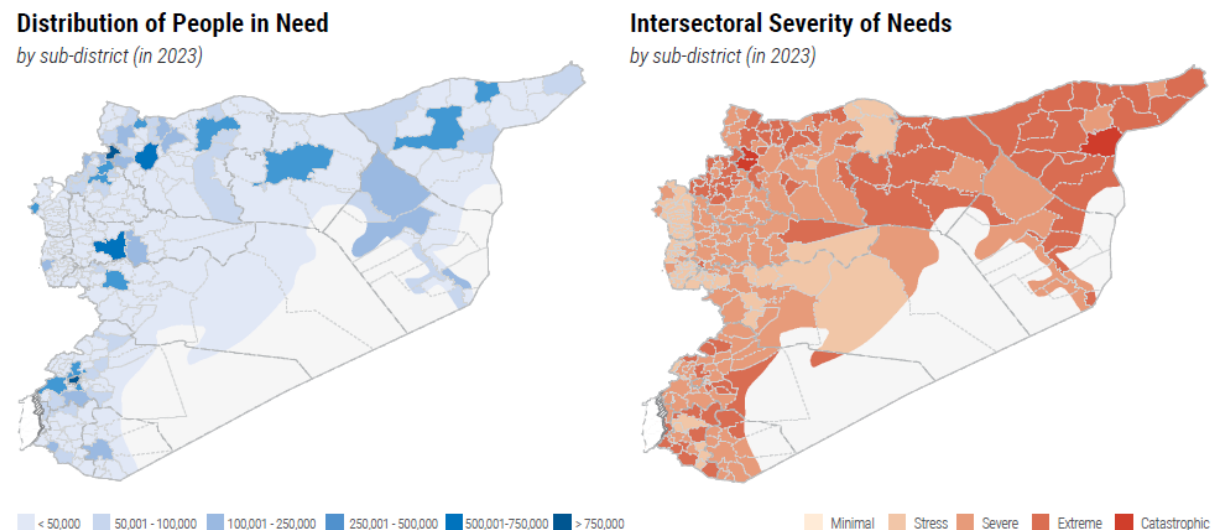 Distribution of People in Need
by sub-district (in 2023)
Intersectoral Severity of Needs
by sub-district (in 2023)
< 50,000 50,001 - 100,000 100,001 - 250,000 250,001 - 500,000 500,001-750,000 > 750,000
Minimal Stress Severe Extreme Catastrophic